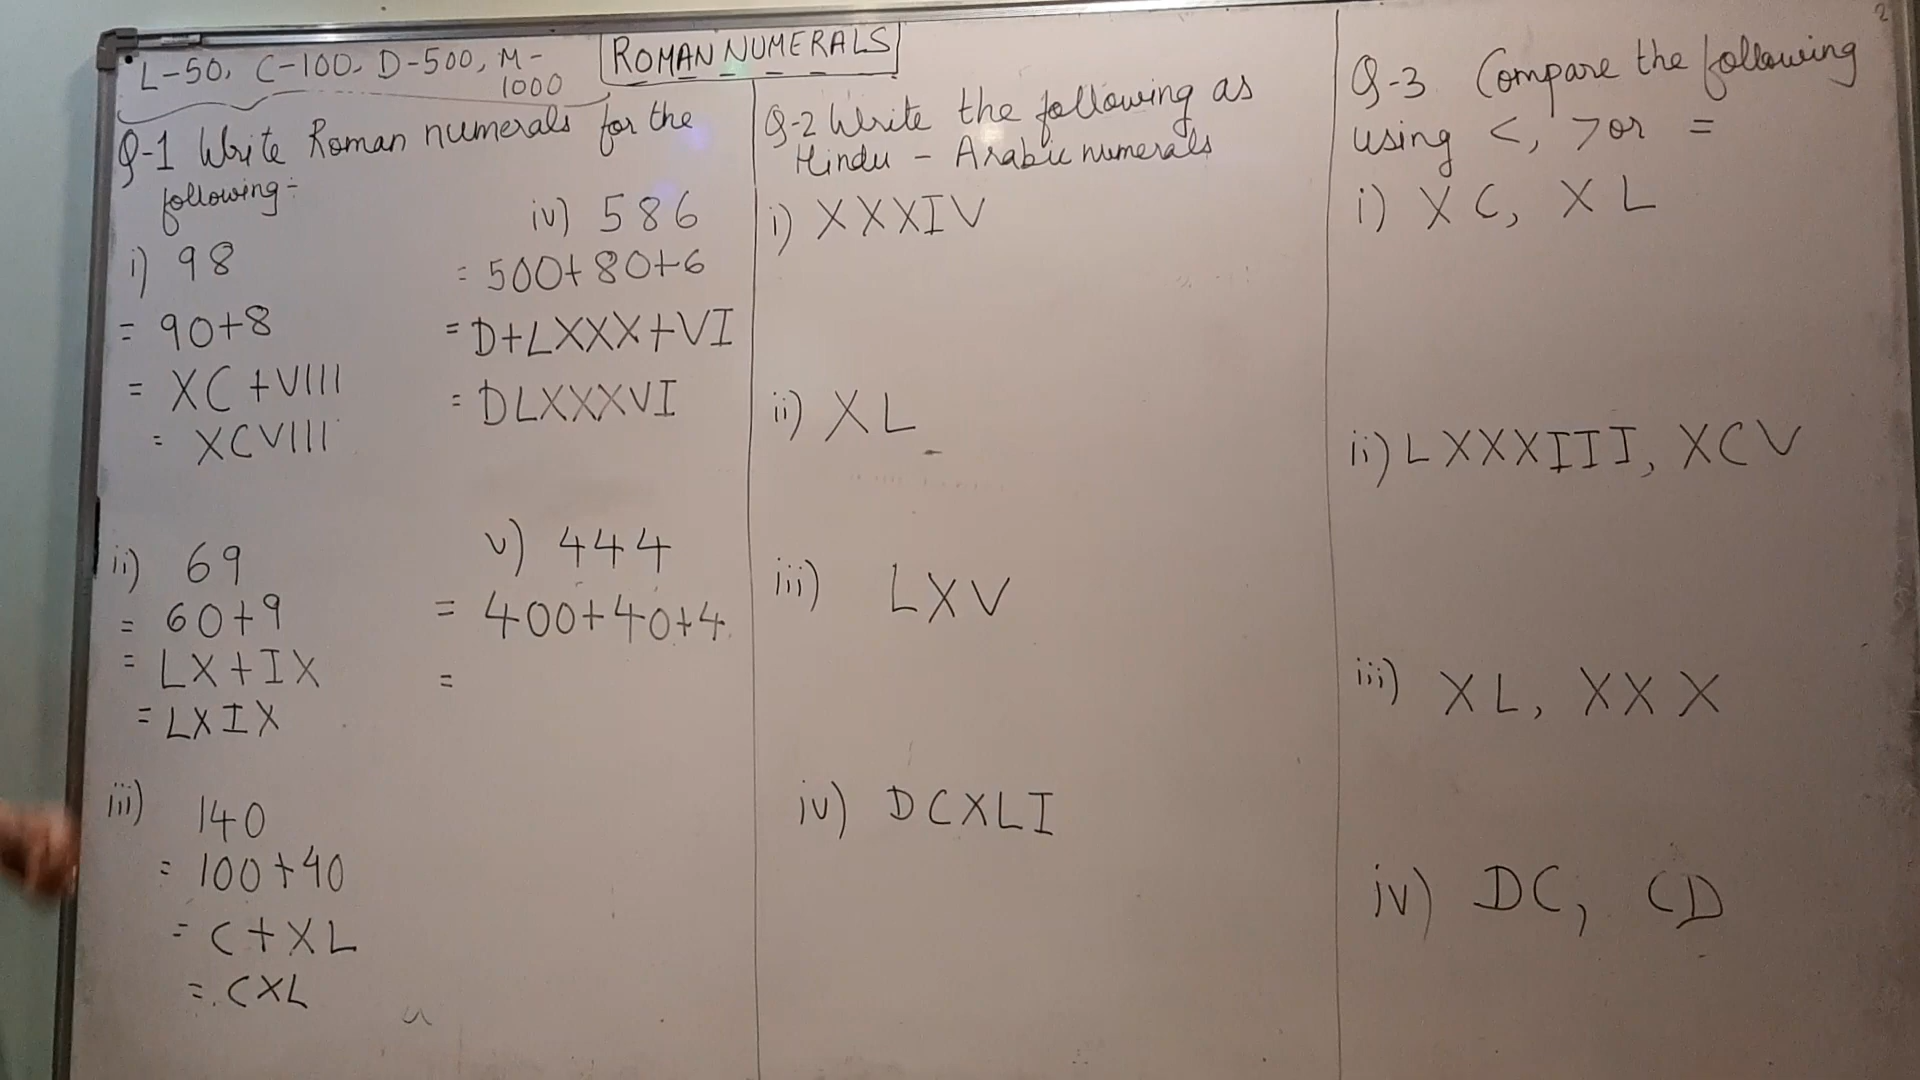 L-50, C-100, D-500, M-
1000
ROMAN NUMERALS
Q-1 Write Roman numerals for the
following:-
i) 98
= 90+8
= XC+VIII
= XCVIII
ii) 69
= 60+9
= LX+IX
= LXIX
iii) 140
= 100+40
= C+XL
= CXL
iv) 586
= 500+80+6
= D+LXXX+VI
= DLXXXVI
v) 444
= 400+40+4
=
Q-2 Write the following as
Hindu - Arabic numerals
i) XXXIV
ii) XL
iii) LXV
iv) DCXLI
Q-3 Compare the following
using <, > or =
i) XC, XL
ii) LXXXIII, XCV
iii) XL, XXX
iv) DC, CD
2